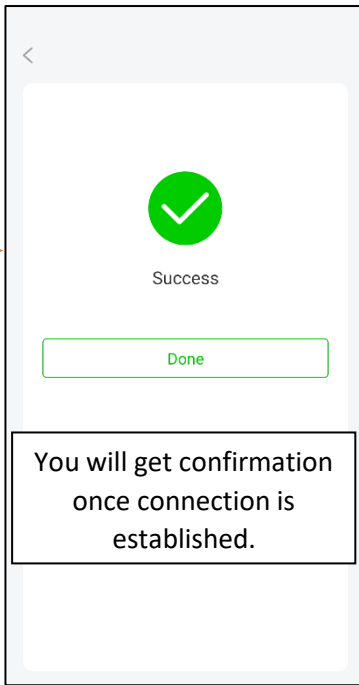 Success
Done
You will get confirmation
once connection is
established.